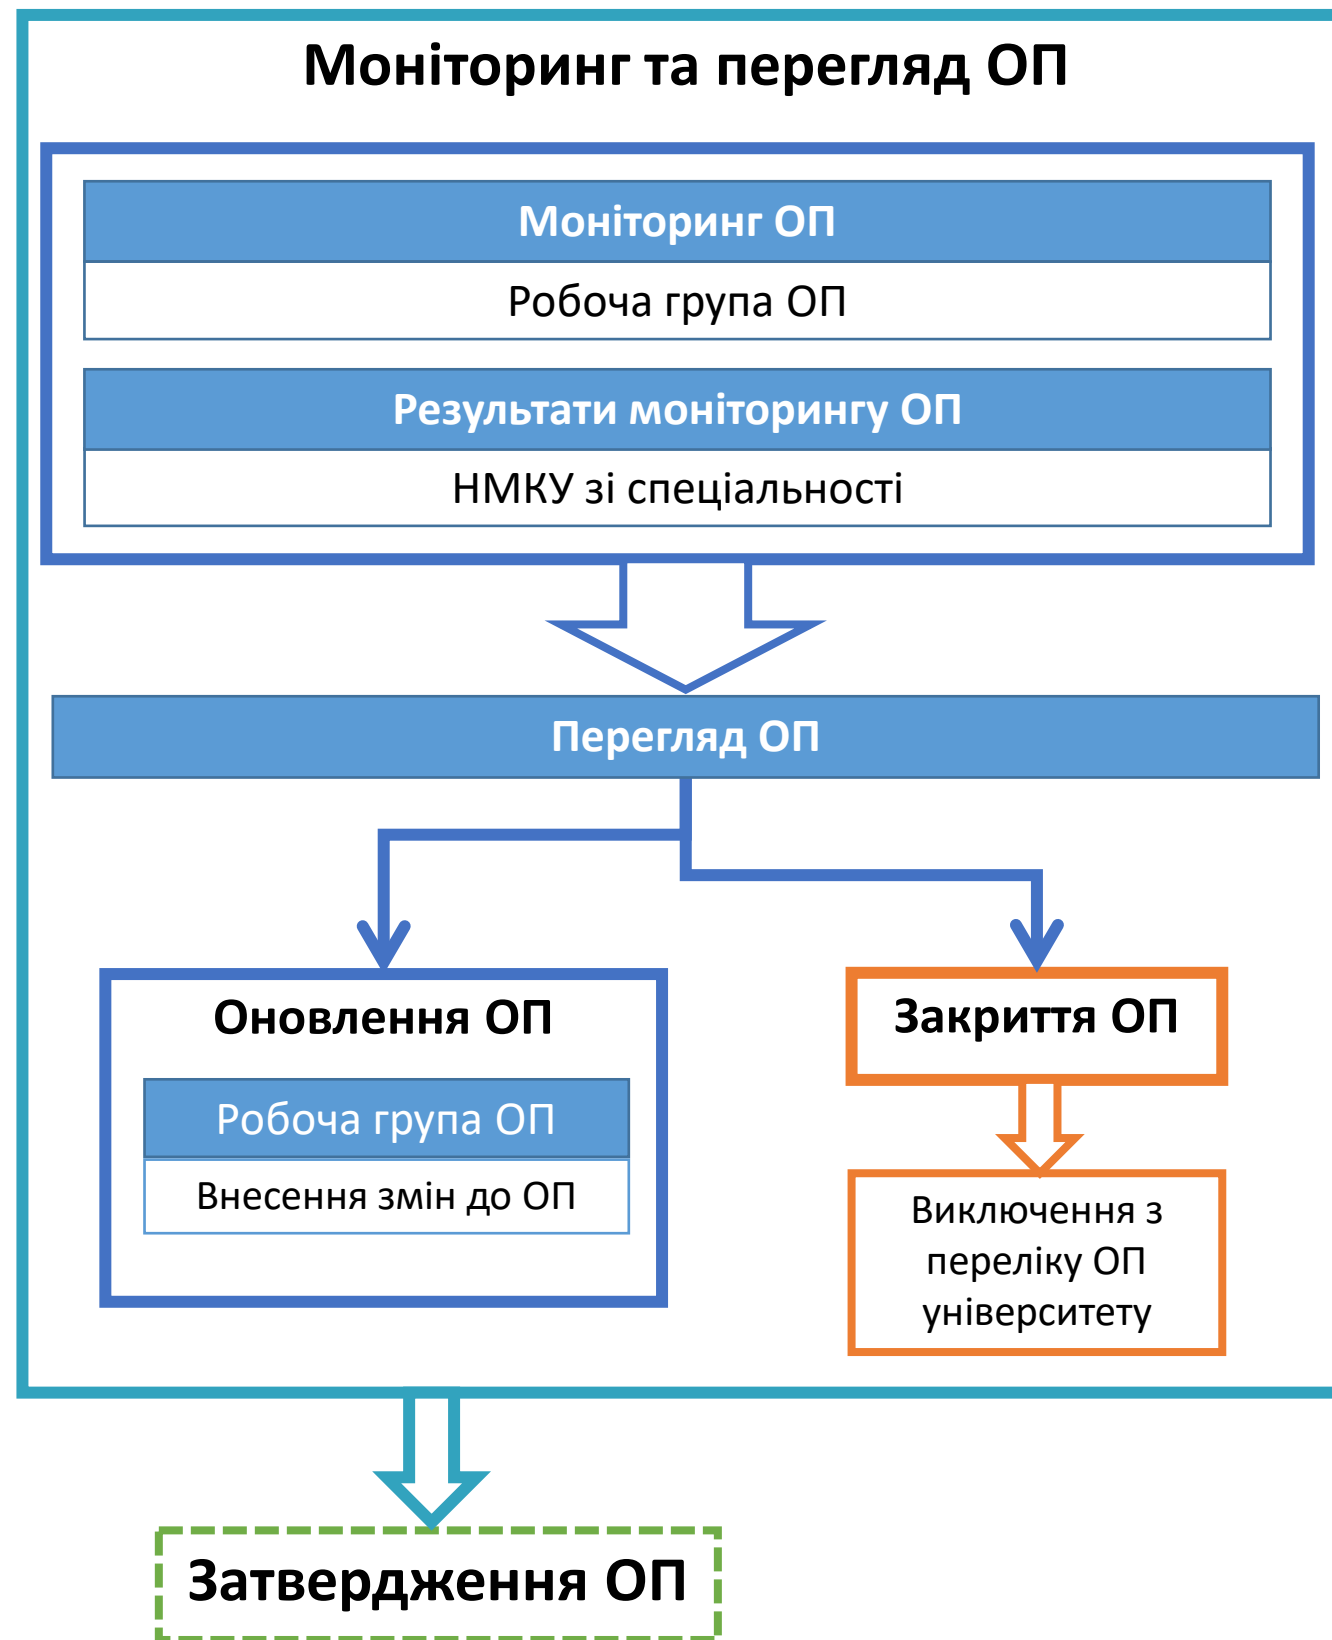 Моніторинг та перегляд ОП
Моніторинг ОП
Робоча група ОП
Результати моніторингу ОП
НМКУ зі спеціальності
Перегляд ОП
Оновлення ОП
Робоча група ОП
Внесення змін до ОП
Закриття ОП
Виключення з
переліку ОП
університету
Затвердження ОП